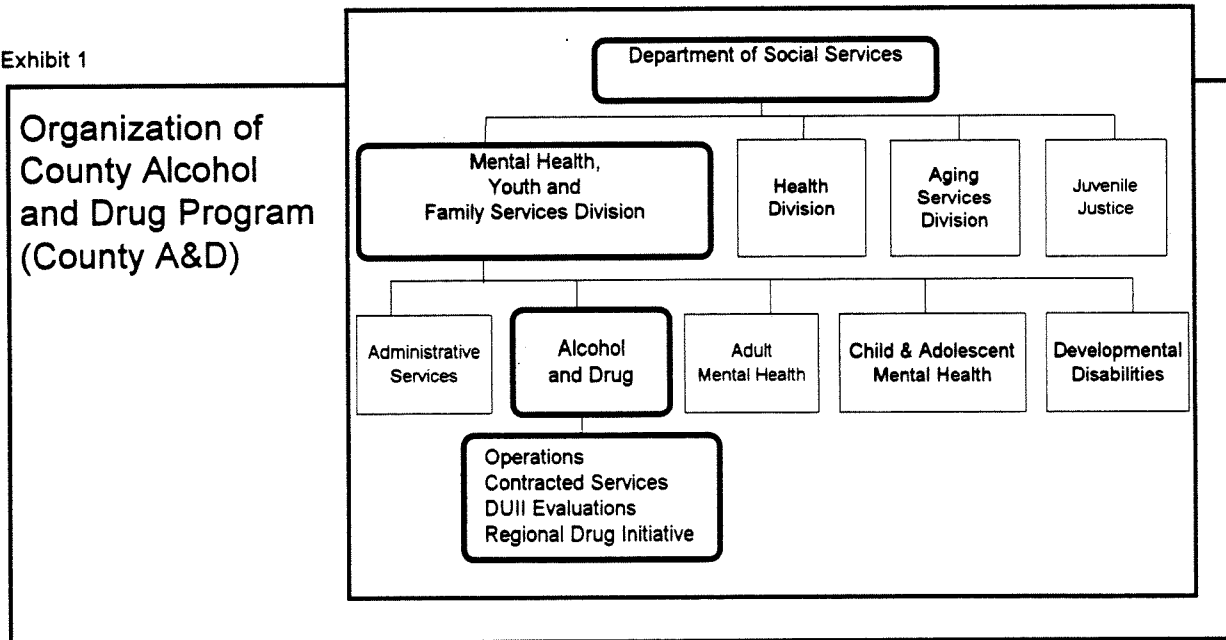 Exhibit 1
Organization of
County Alcohol
and Drug Program
(County A&D)
Department of Social Services
Mental Health,
Youth and
Family Services Division
Health
Division
Aging
Services
Division
Juvenile
Justice
Administrative
Services
Alcohol
and Drug
Adult
Mental Health
Child & Adolescent
Mental Health
Developmental
Disabilities
Operations
Contracted Services
DUII Evaluations
Regional Drug Initiative